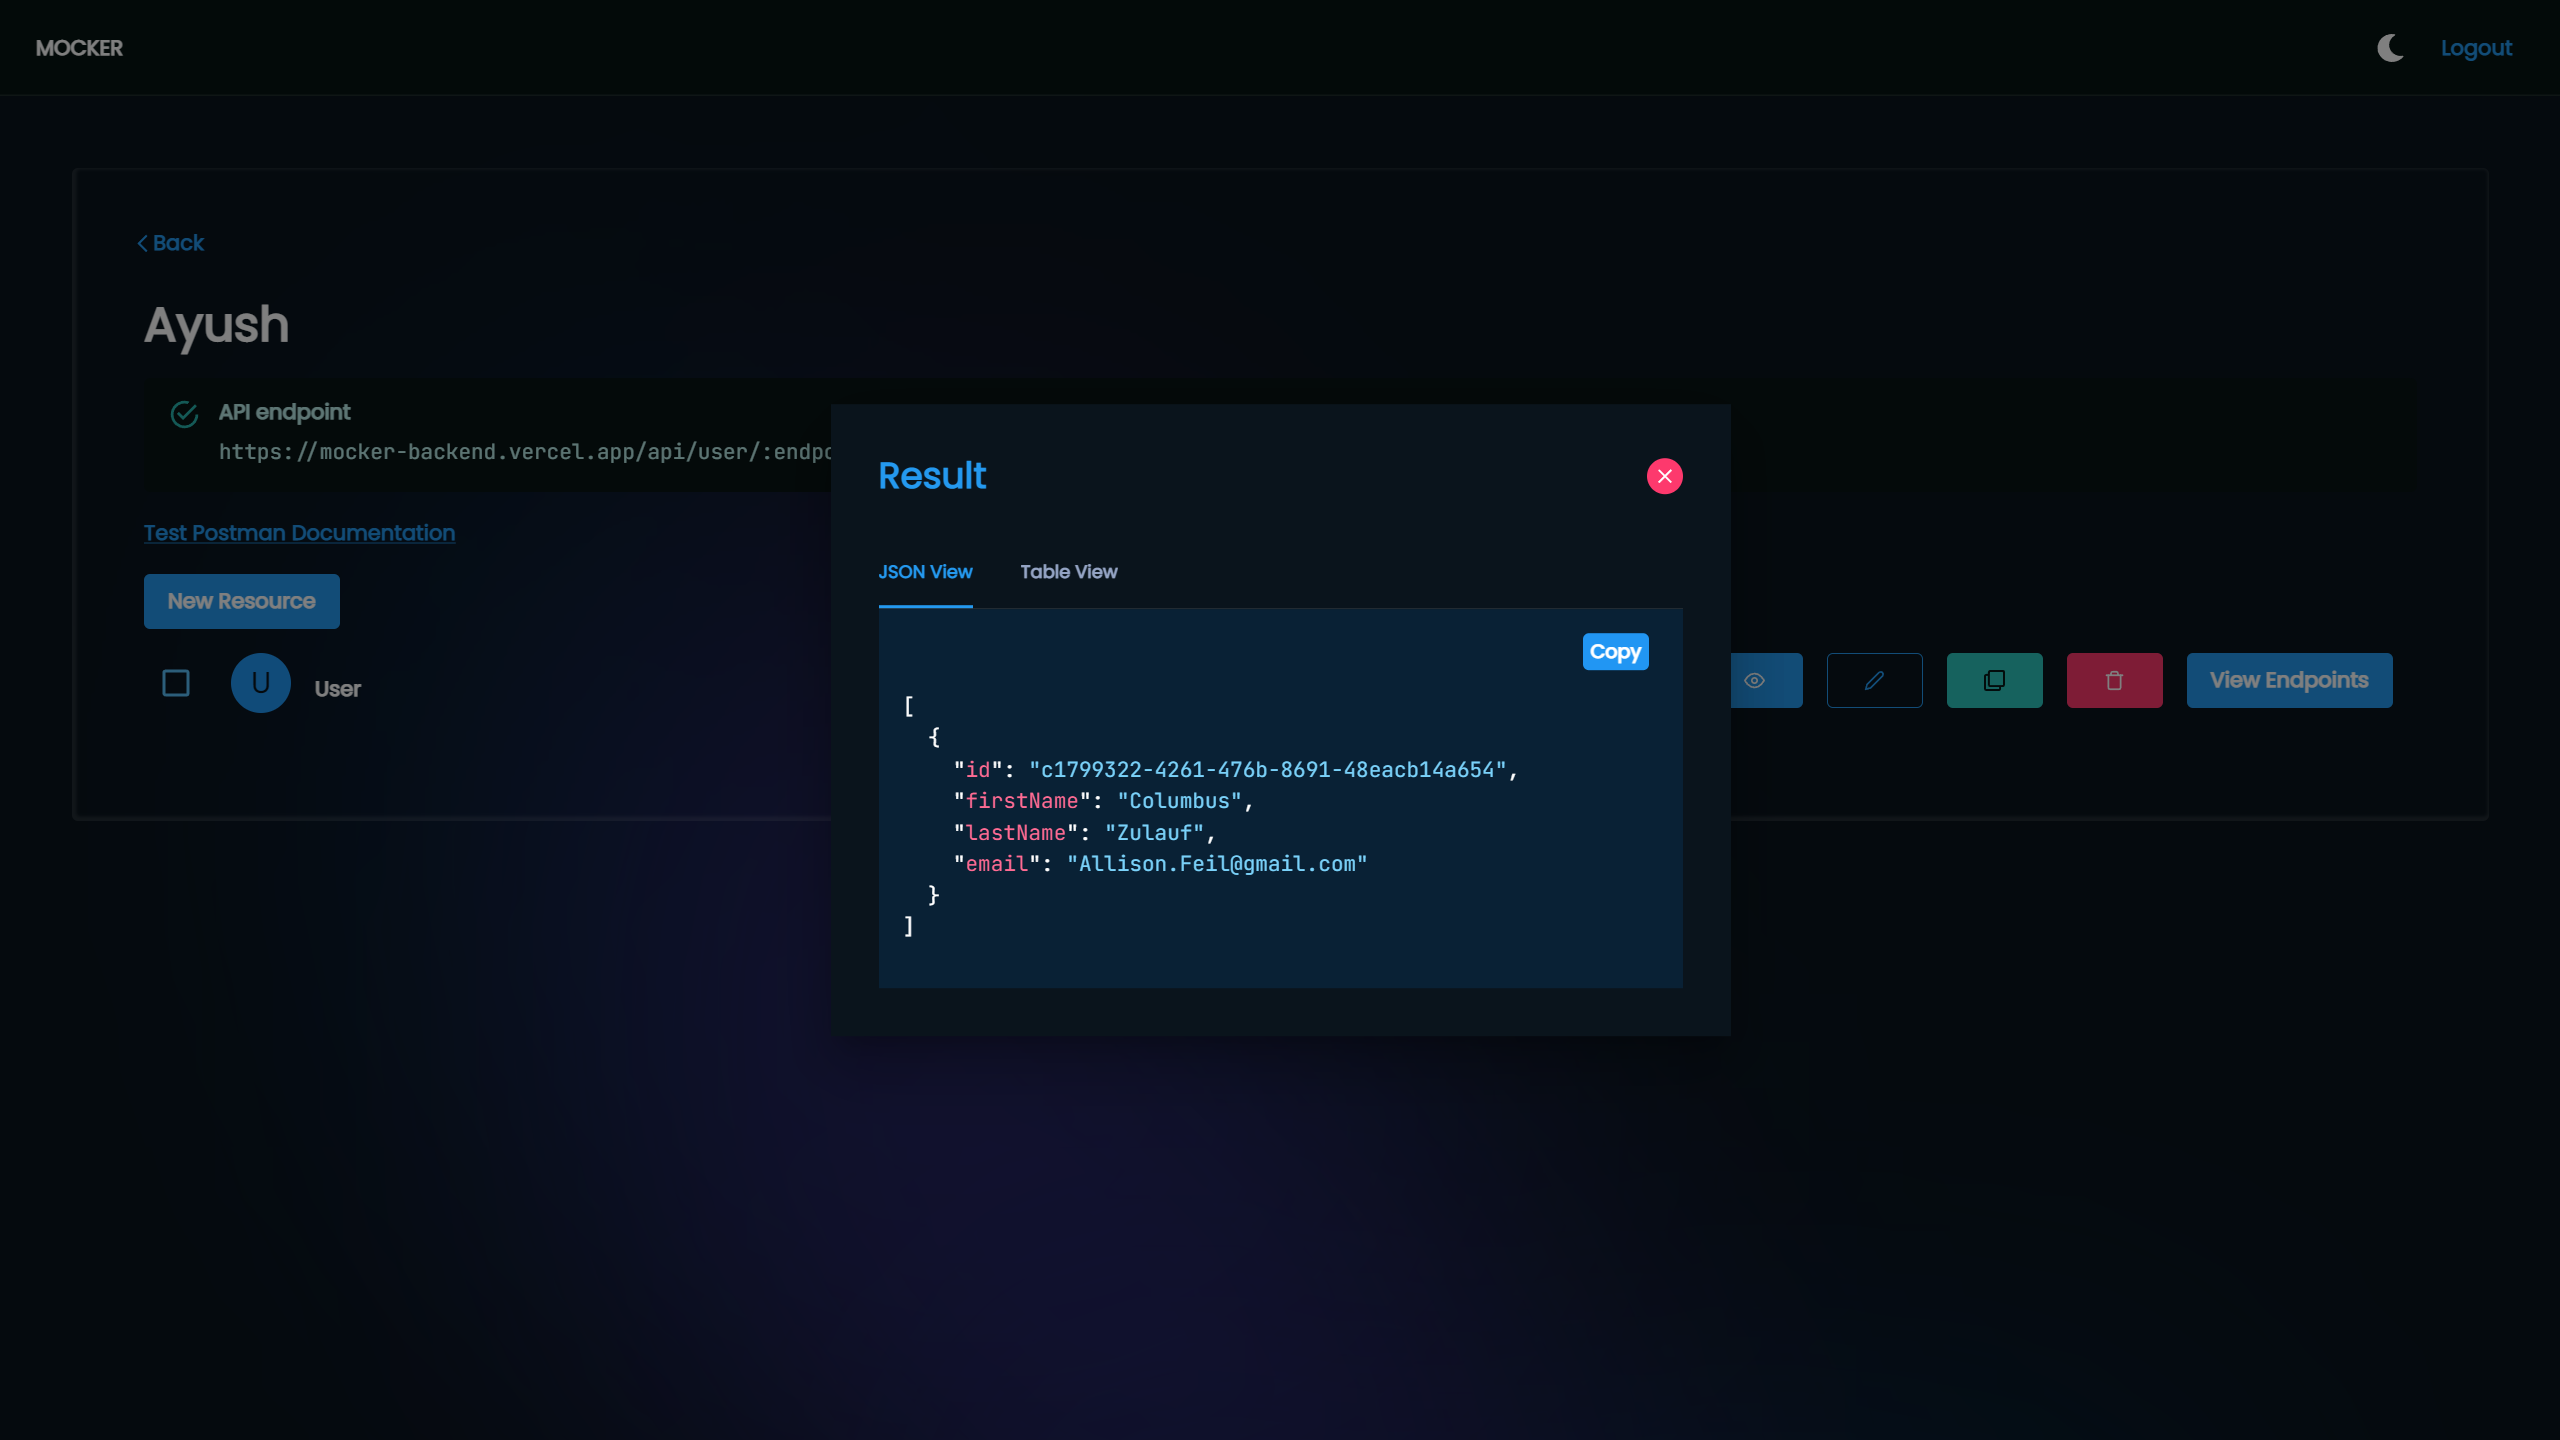 MOCKER
Logout
Back
Ayush
API endpoint
https://mocker-backend.vercel.app/api/user/:endpo
Test Postman Documentation
New Resource
U User
View Endpoints
Result
JSON View Table View
Copy
[
  {
    "id": "c1799322-4261-476b-8691-48eacb14a654",
    "firstName": "Columbus",
    "lastName": "Zulauf",
    "email": "Allison.Feil@gmail.com"
  }
]